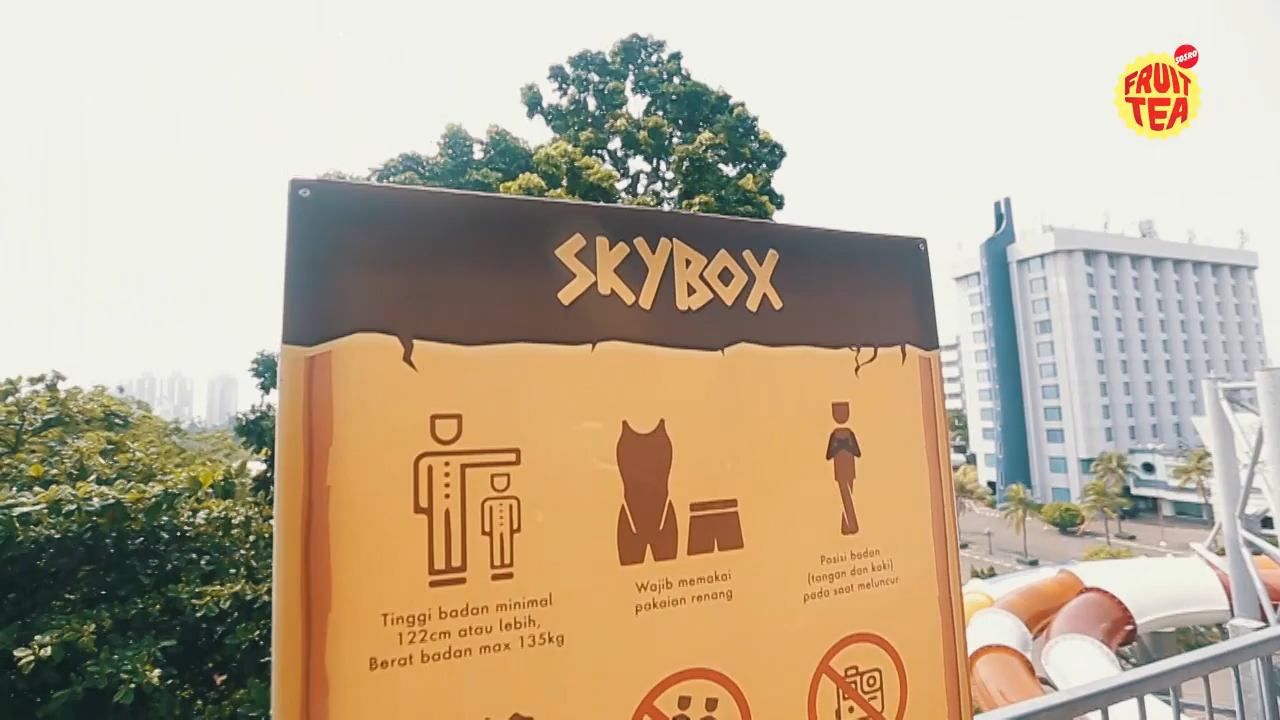 SOSRO
FRUIT
TEA
SKYBOX
Tinggi badan minimal
122cm atau lebih,
Berat badan max 135kg
Wajib memakai
pakaian renang
Posisi badan
(tangan dan kaki)
pada saat meluncur